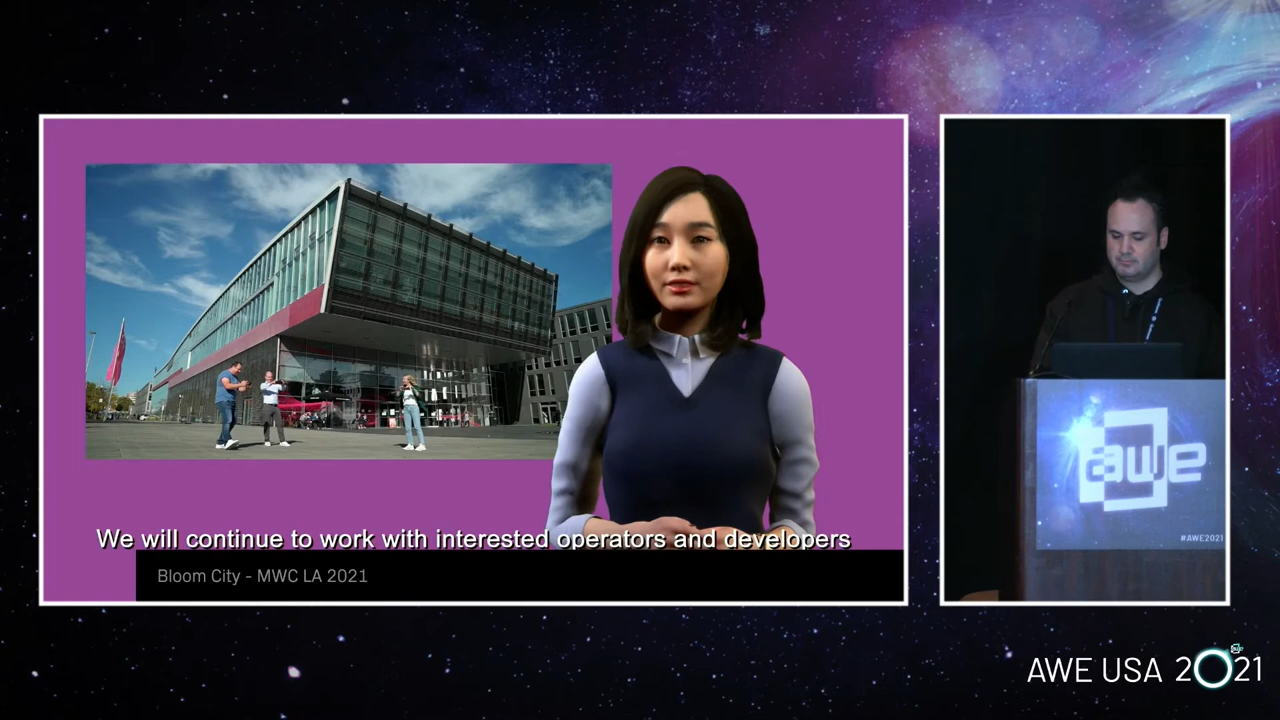 We will continue to work with interested operators and developers
Bloom City - MWC LA 2021
awe
#AWE2021
AWE USA 2021